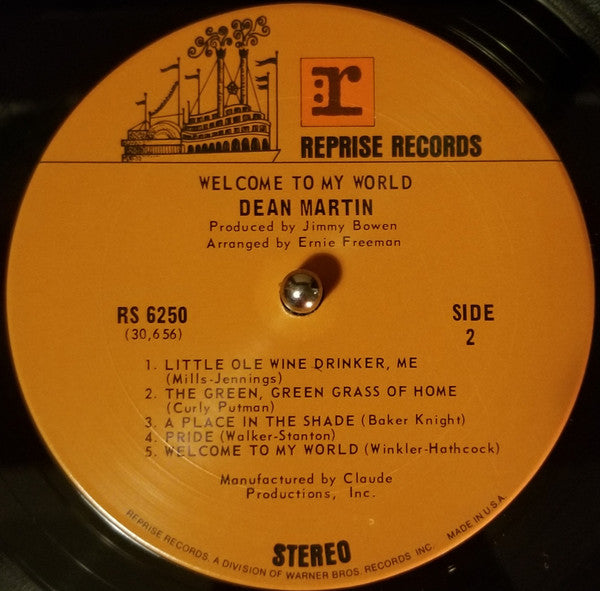 r
REPRISE RECORDS
WELCOME TO MY WORLD
DEAN MARTIN
Produced by Jimmy Bowen
Arranged by Ernie Freeman
RS 6250
(30,656)
SIDE
2
1. LITTLE OLE WINE DRINKER, ME
(Mills-Jennings)
2. THE GREEN, GREEN GRASS OF HOME
(Curly Putman)
3. A PLACE IN THE SHADE (Baker Knight)
4. PRIDE (Walker-Stanton)
5. WELCOME TO MY WORLD (Winkler-Hathcock)
Manufactured by Claude
Productions, Inc.
STEREO
REPRISE RECORDS, A DIVISION OF WARNER BROS. RECORDS INC. MADE IN U.S.A.